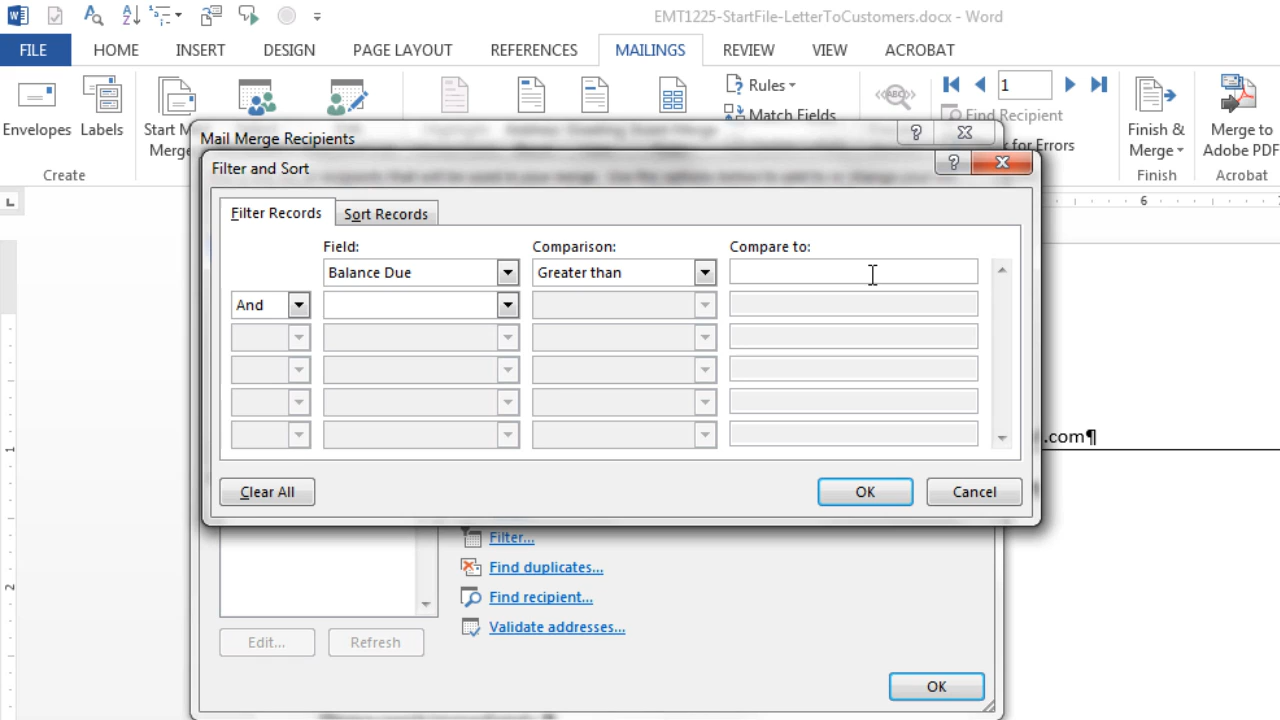 EMT1225-StartFile-LetterToCustomers.docx - Word
FILE HOME INSERT DESIGN PAGE LAYOUT REFERENCES MAILINGS REVIEW VIEW ACROBAT
Rules
1
Match Fields
Find Recipient
Envelopes Labels Start M
Merge
for Errors
Finish &
Merge
Merge to
Adobe PDF
Create Finish Acrobat
Mail Merge Recipients
Filter and Sort
6
L
Filter Records Sort Records
Field: Comparison: Compare to:
Balance Due Greater than
And
.com¶
1
Clear All OK Cancel
Filter...
Find duplicates...
2
Find recipient...
Validate addresses...
Edit... Refresh
OK